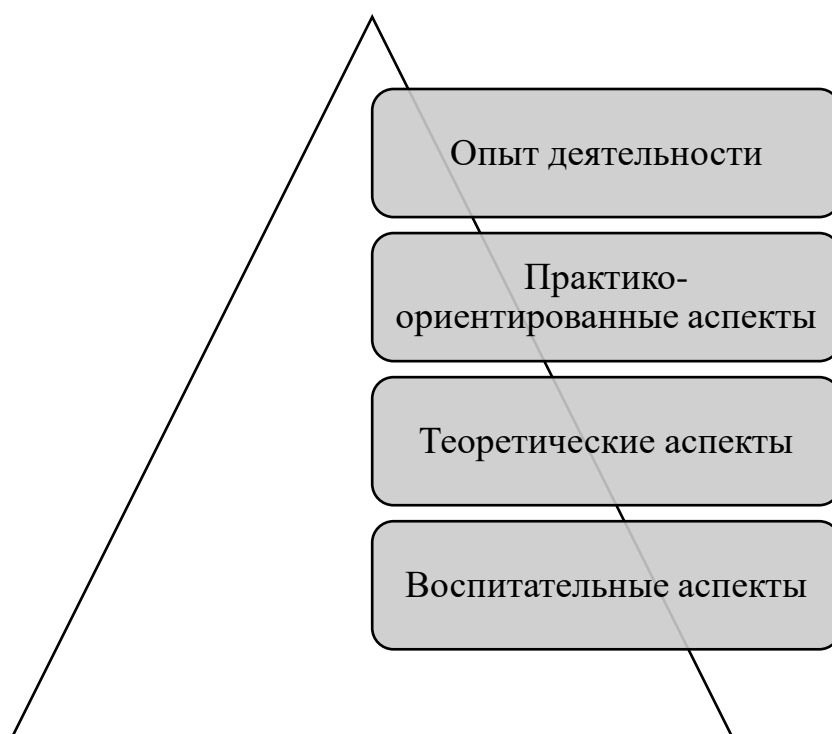 Опыт деятельности
Практико-
ориентированные аспекты
Теоретические аспекты
Воспитательные аспекты